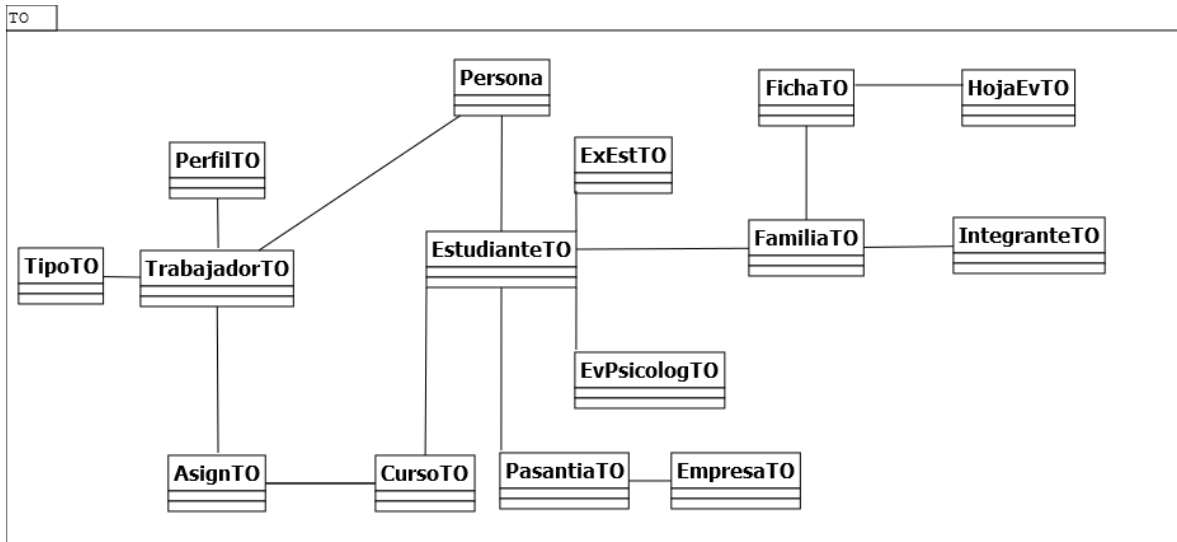 TO
Persona
FichaTO
HojaEvTO
PerfilTO
ExEstTO
TipoTO
TrabajadorTO
EstudianteTO
FamiliaTO
IntegranteTO
EvPsicologTO
AsignTO
CursoTO
PasantiaTO
EmpresaTO